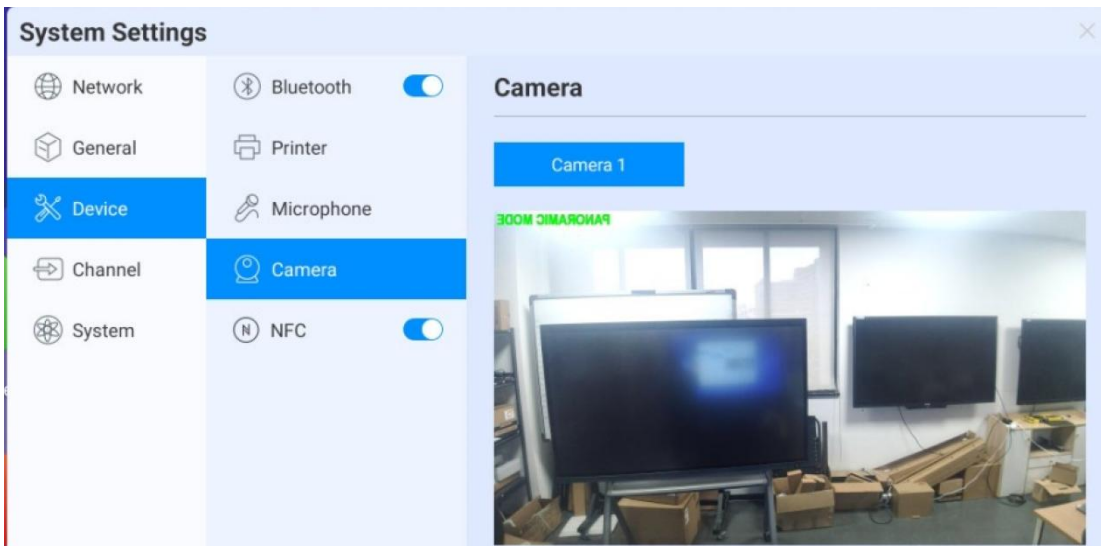 System Settings
Network
General
Device
Channel
System
Bluetooth
Printer
Microphone
Camera
N NFC
Camera
Camera 1
PANORAMIC MODE